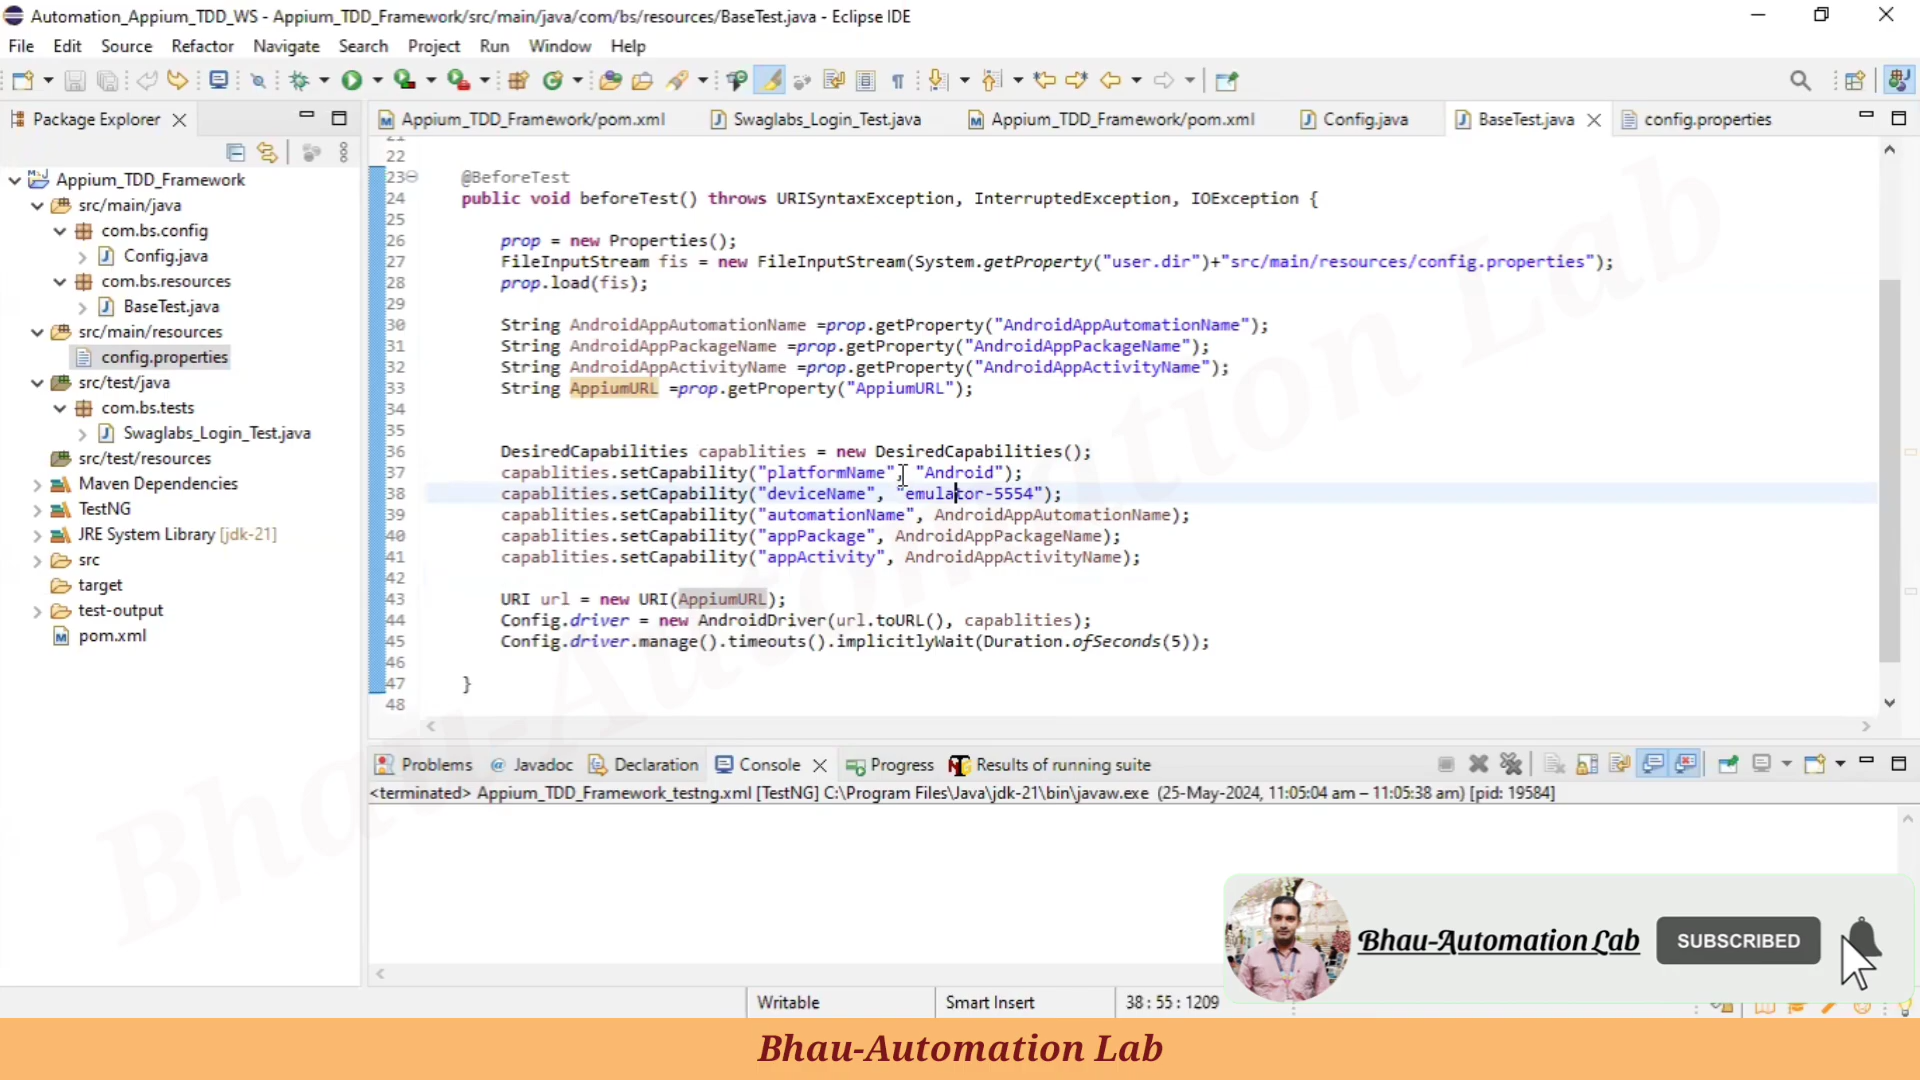 Automation_Appium_TDD_WS - Appium_TDD_Framework/src/main/java/com/bs/resources/BaseTest.java - Eclipse IDE
File Edit Source Refactor Navigate Search Project Run Window Help
Package Explorer
Appium_TDD_Framework/pom.xml Swaglabs_Login_Test.java Appium_TDD_Framework/pom.xml Config.java BaseTest.java config.properties
Appium_TDD_Framework
src/main/java
com.bs.config
Config.java
com.bs.resources
BaseTest.java
src/main/resources
config.properties
src/test/java
com.bs.tests
Swaglabs_Login_Test.java
src/test/resources
Maven Dependencies
TestNG
JRE System Library [jdk-21]
src
target
test-output
pom.xml
21
22
23 @BeforeTest
24 public void beforeTest() throws URISyntaxException, InterruptedException, IOException {
25
26 prop = new Properties();
27 FileInputStream fis = new FileInputStream(System.getProperty("user.dir")+"src/main/resources/config.properties");
28 prop.load(fis);
29
30 String AndroidAppAutomationName =prop.getProperty("AndroidAppAutomationName");
31 String AndroidAppPackageName =prop.getProperty("AndroidAppPackageName");
32 String AndroidAppActivityName =prop.getProperty("AndroidAppActivityName");
33 String AppiumURL =prop.getProperty("AppiumURL");
34
35
36 DesiredCapabilities capablities = new DesiredCapabilities();
37 capablities.setCapability("platformName", "Android");
38 capablities.setCapability("deviceName", "emulator-5554");
39 capablities.setCapability("automationName", AndroidAppAutomationName);
40 capablities.setCapability("appPackage", AndroidAppPackageName);
41 capablities.setCapability("appActivity", AndroidAppActivityName);
42
43 URI url = new URI(AppiumURL);
44 Config.driver = new AndroidDriver(url.toURL(), capablities);
45 Config.driver.manage().timeouts().implicitlyWait(Duration.ofSeconds(5));
46
47 }
48
Bhau-Automation Lab
Problems Javadoc Declaration Console Progress Results of running suite
<terminated> Appium_TDD_Framework_testng.xml [TestNG] C:\Program Files\Java\jdk-21\bin\javaw.exe (25-May-2024, 11:05:04 am – 11:05:38 am) [pid: 19584]
Bhau-Automation Lab SUBSCRIBED
Writable Smart Insert 38 : 55 : 1209
Bhau-Automation Lab